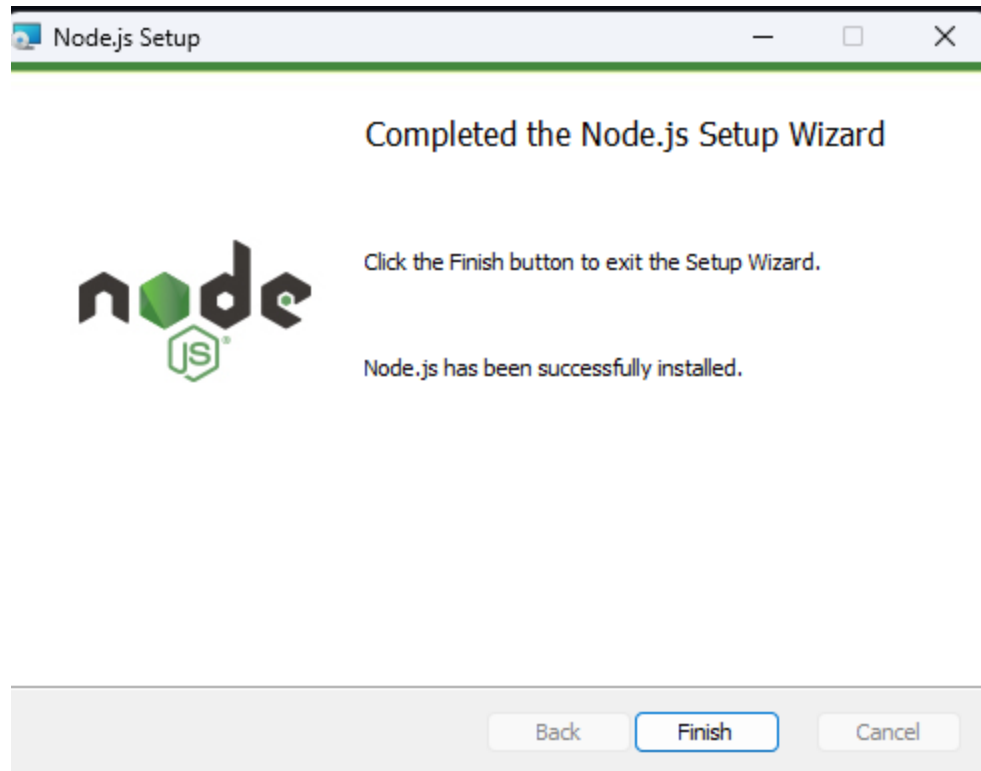 Node.js Setup
Completed the Node.js Setup Wizard
Click the Finish button to exit the Setup Wizard.
node
JS®
Node.js has been successfully installed.
Back
Finish
Cancel